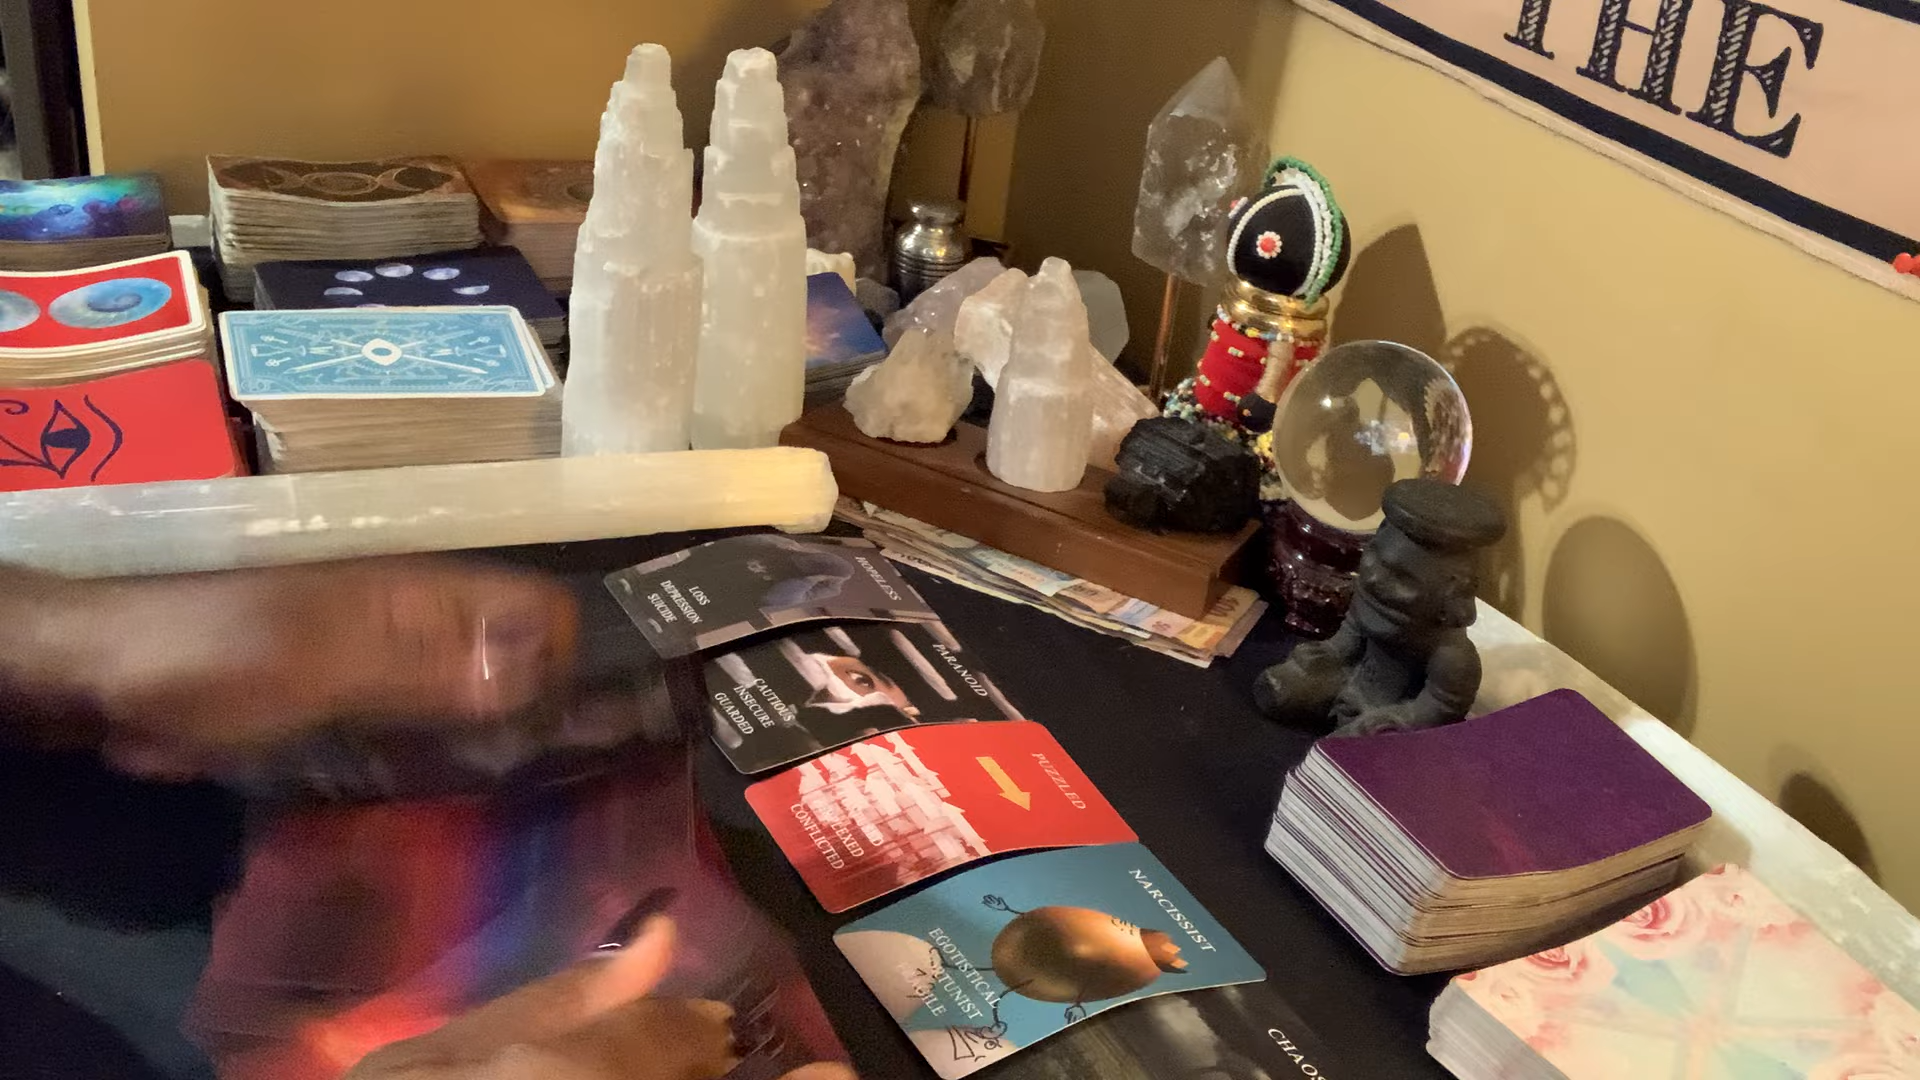 THE
HOPELESS
LOSS
DEPRESSION
SUICIDE
PARANOID
CAUTIOUS
INSECURE
GUARDED
PUZZLED
CONFLICTED
NARCISSIST
EGOTISTICAL
CHAOS